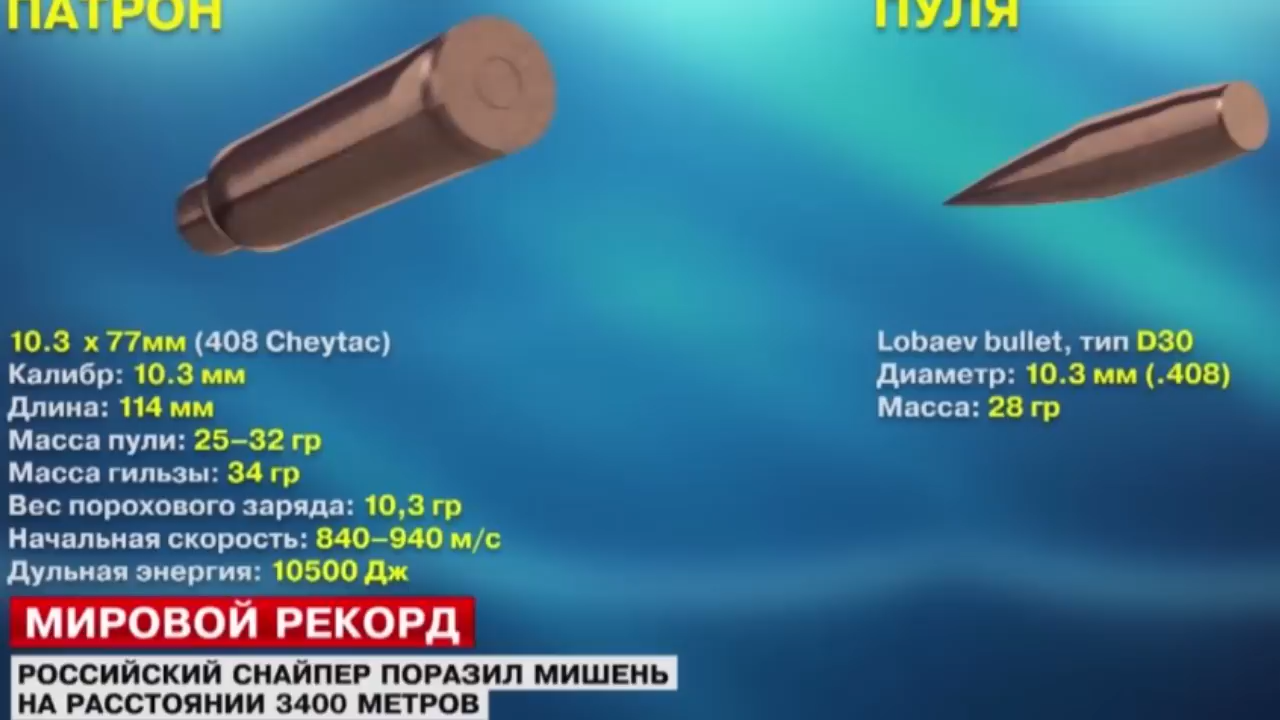 ПАТРОН
10.3 x 77мм (408 Cheytac)
Калибр: 10.3 мм
Длина: 114 мм
Масса пули: 25–32 гр
Масса гильзы: 34 гр
Вес порохового заряда: 10,3 гр
Начальная скорость: 840–940 м/с
Дульная энергия: 10500 Дж
ПУЛЯ
Lobaev bullet, тип D30
Диаметр: 10.3 мм (.408)
Масса: 28 гр
МИРОВОЙ РЕКОРД
РОССИЙСКИЙ СНАЙПЕР ПОРАЗИЛ МИШЕНЬ
НА РАССТОЯНИИ 3400 МЕТРОВ